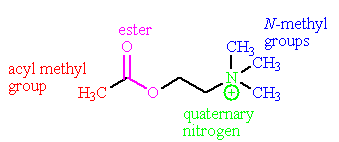 ester
N-methyl
groups
acyl methyl
group
O
CH₃
CH₃
N
CH₃
H₃C
O
+
quaternary
nitrogen